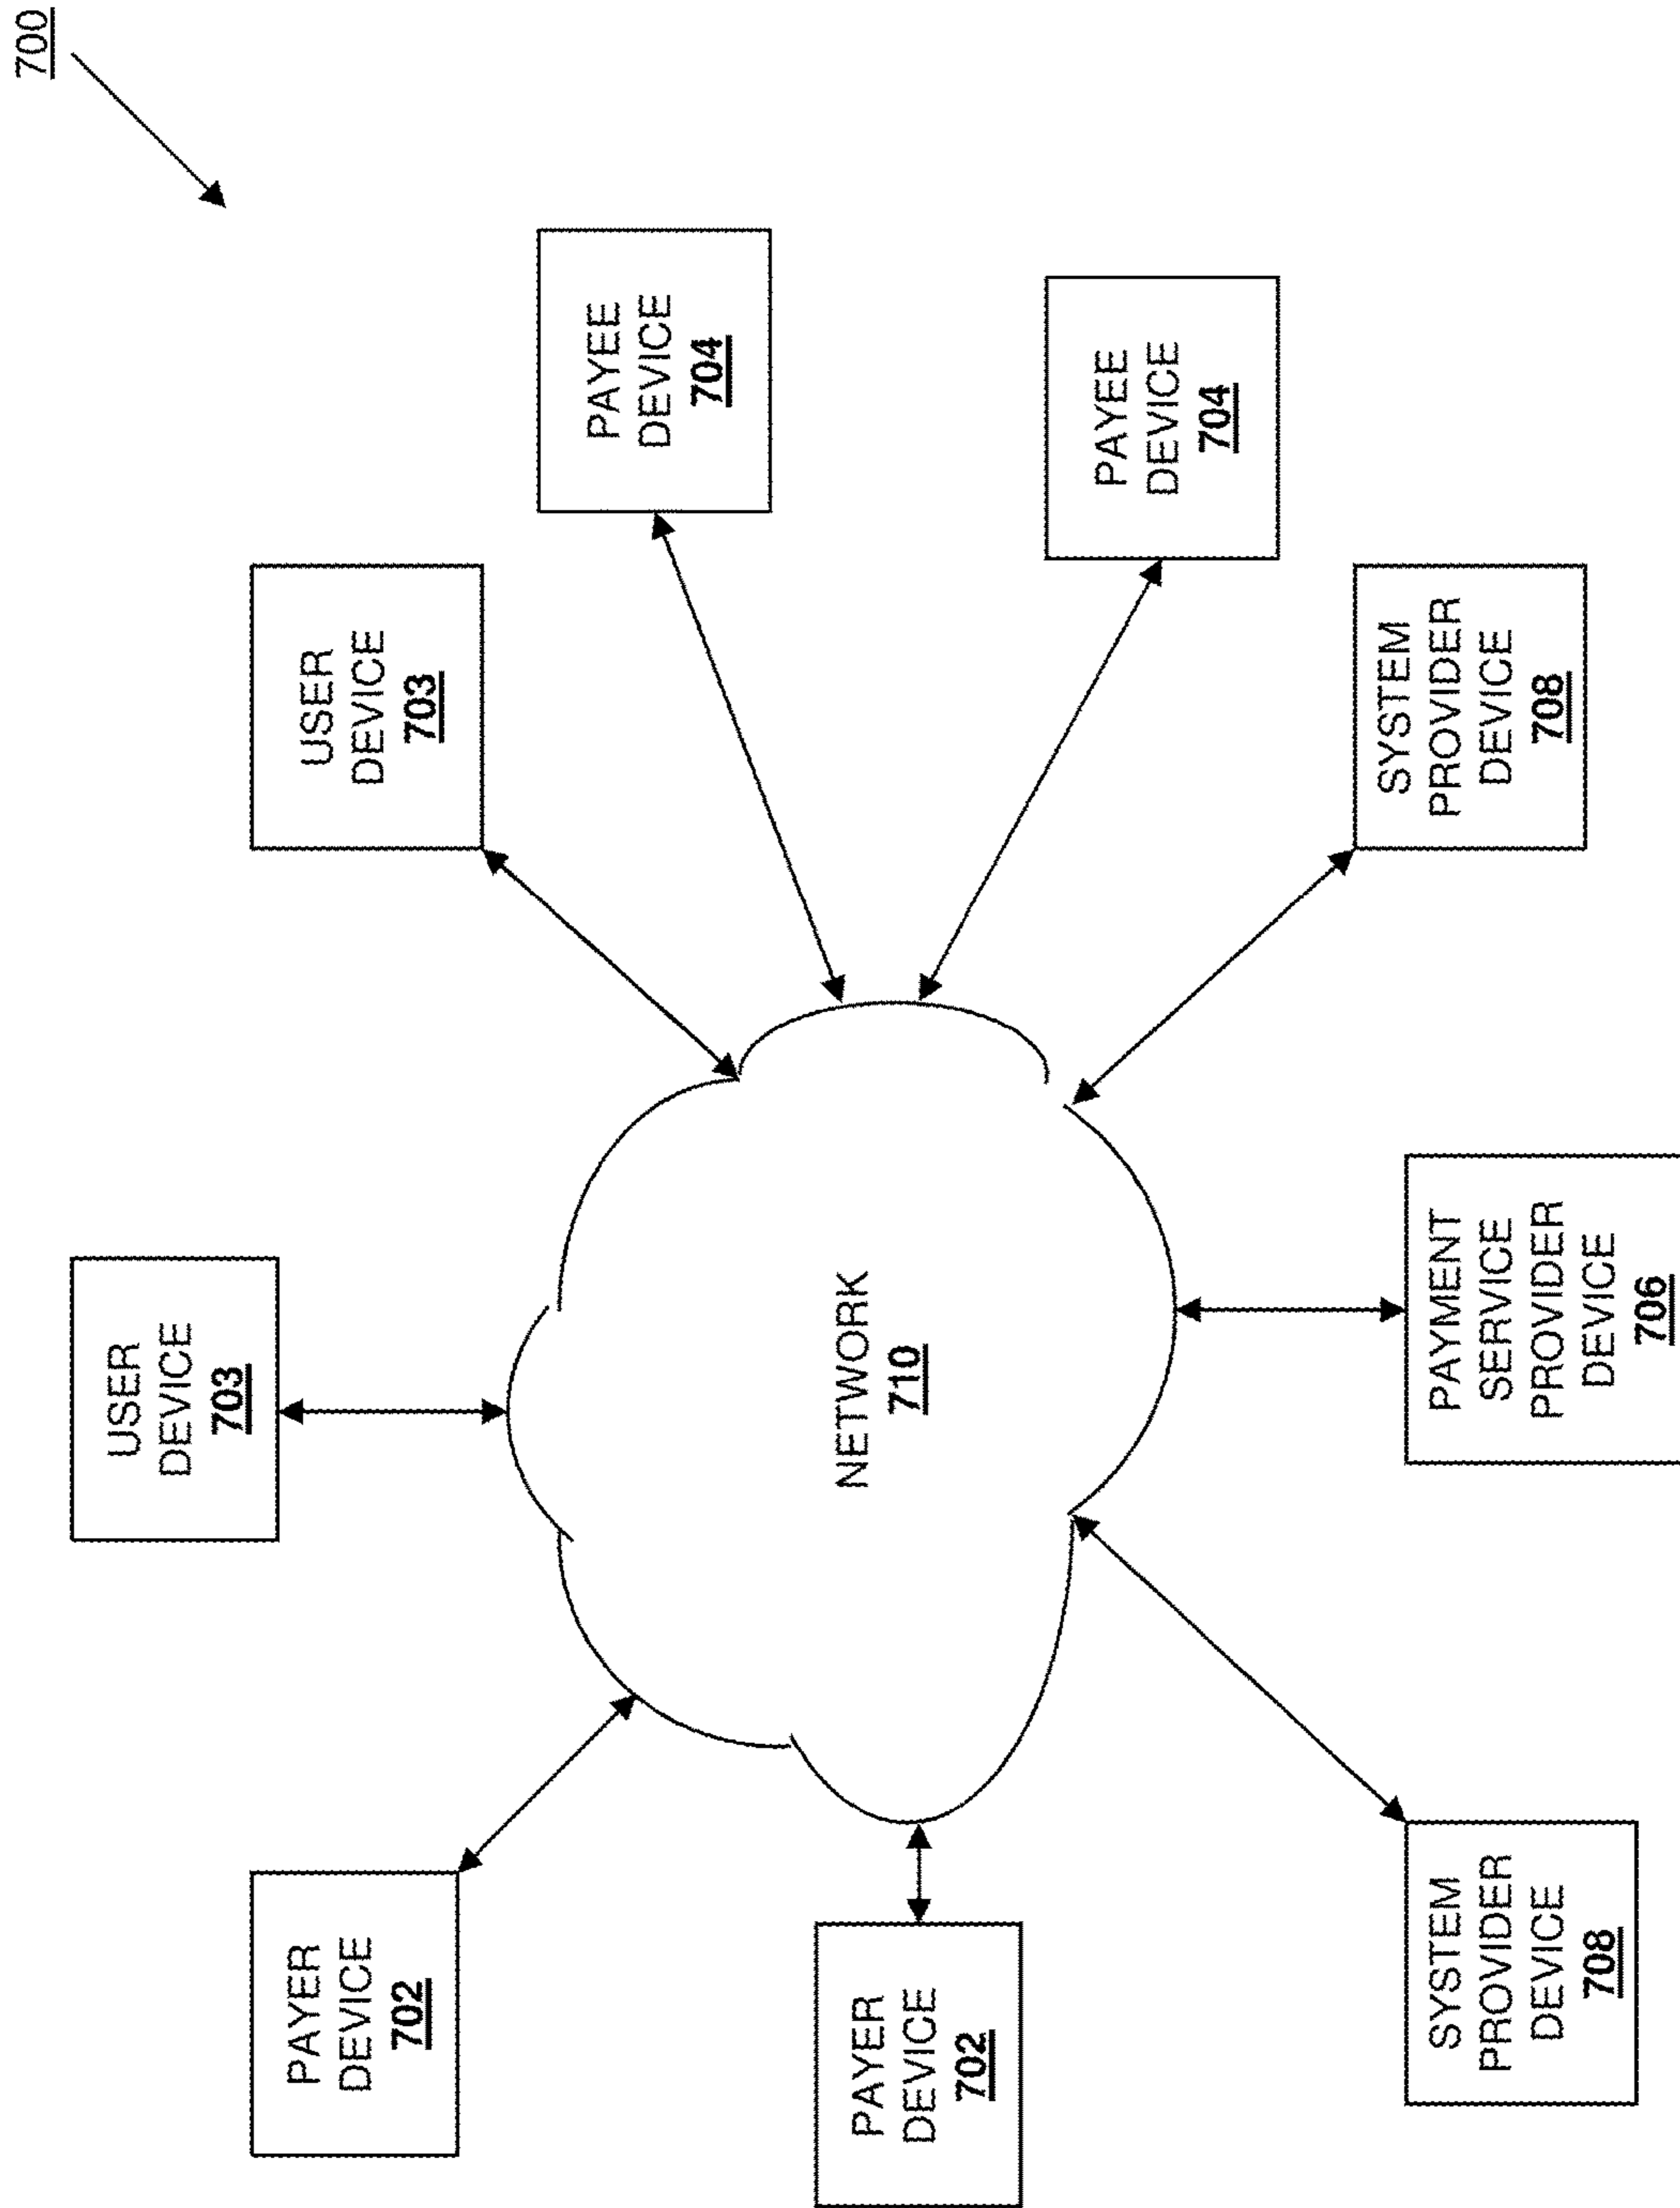 700
USER
DEVICE
703
USER
DEVICE
703
PAYER
DEVICE
702
PAYEE
DEVICE
704
PAYER
DEVICE
702
NETWORK
710
PAYEE
DEVICE
704
SYSTEM
PROVIDER
DEVICE
708
PAYMENT
SERVICE
PROVIDER
DEVICE
706
SYSTEM
PROVIDER
DEVICE
708